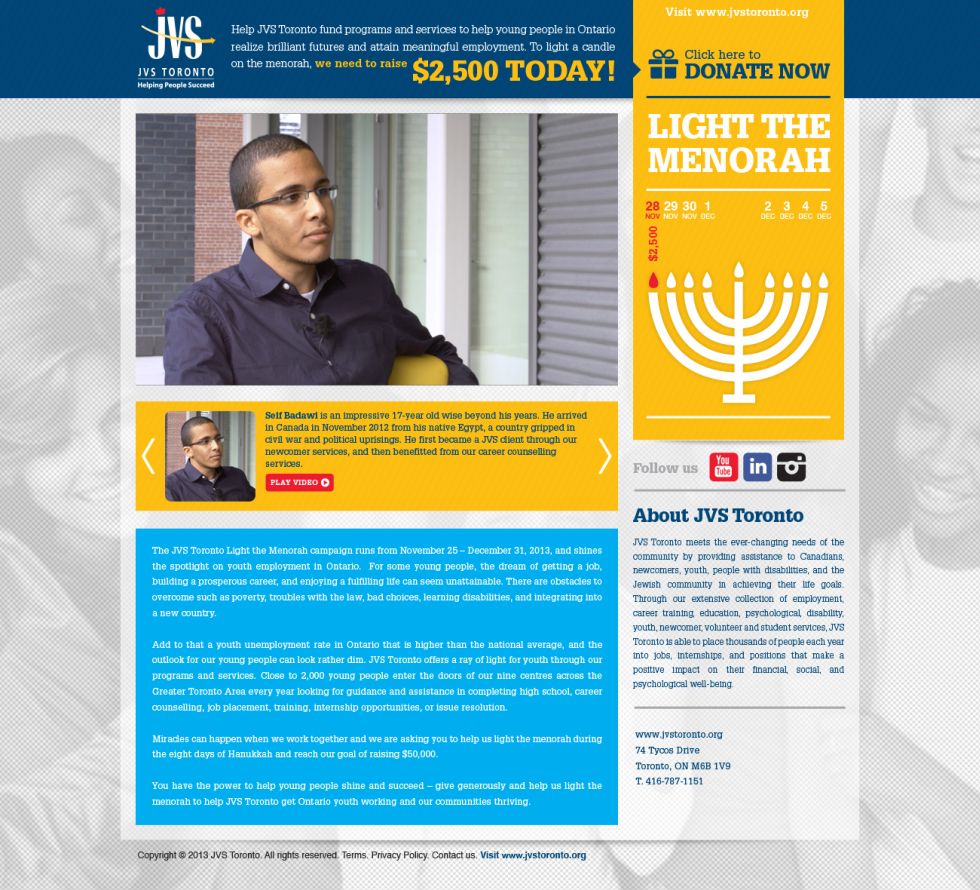 JVS
JVS TORONTO
Helping People Succeed
Help JVS Toronto fund programs and services to help young people in Ontario
realize brilliant futures and attain meaningful employment. To light a candle
on the menorah, we need to raise $2,500 TODAY!
Visit www.jvstoronto.org
Click here to
DONATE NOW
LIGHT THE
MENORAH
28 29 30 1 2 3 4 5
NOV NOV NOV DEC DEC DEC DEC DEC
$2,500
Seif Badawi is an impressive 17-year old wise beyond his years. He arrived
in Canada in November 2012 from his native Egypt, a country gripped in
civil war and political uprisings. He first became a JVS client through our
newcomer services, and then benefitted from our career counselling
services.
PLAY VIDEO
The JVS Toronto Light the Menorah campaign runs from November 25 – December 31, 2013, and shines
the spotlight on youth employment in Ontario. For some young people, the dream of getting a job,
building a prosperous career, and enjoying a fulfilling life can seem unattainable. There are obstacles to
overcome such as poverty, troubles with the law, bad choices, learning disabilities, and integrating into
a new country.
Add to that a youth unemployment rate in Ontario that is higher than the national average, and the
outlook for our young people can look rather dim. JVS Toronto offers a ray of light for youth through our
programs and services. Close to 2,000 young people enter the doors of our nine centres across the
Greater Toronto Area every year looking for guidance and assistance in completing high school, career
counselling, job placement, training, internship opportunities, or issue resolution.
Miracles can happen when we work together and we are asking you to help us light the menorah during
the eight days of Hanukkah and reach our goal of raising $50,000.
You have the power to help young people shine and succeed – give generously and help us light the
menorah to help JVS Toronto get Ontario youth working and our communities thriving.
Follow us
You
Tube
in
About JVS Toronto
JVS Toronto meets the ever-changing needs of the
community by providing assistance to Canadians,
newcomers, youth, people with disabilities, and the
Jewish community in achieving their life goals.
Through our extensive collection of employment,
career training, education, psychological, disability,
youth, newcomer, volunteer and student services, JVS
Toronto is able to place thousands of people each year
into jobs, internships, and positions that make a
positive impact on their financial, social, and
psychological well-being.
www.jvstoronto.org
74 Tycos Drive
Toronto, ON M6B 1V9
T. 416-787-1151
Copyright © 2013 JVS Toronto. All rights reserved. Terms. Privacy Policy. Contact us. Visit www.jvstoronto.org